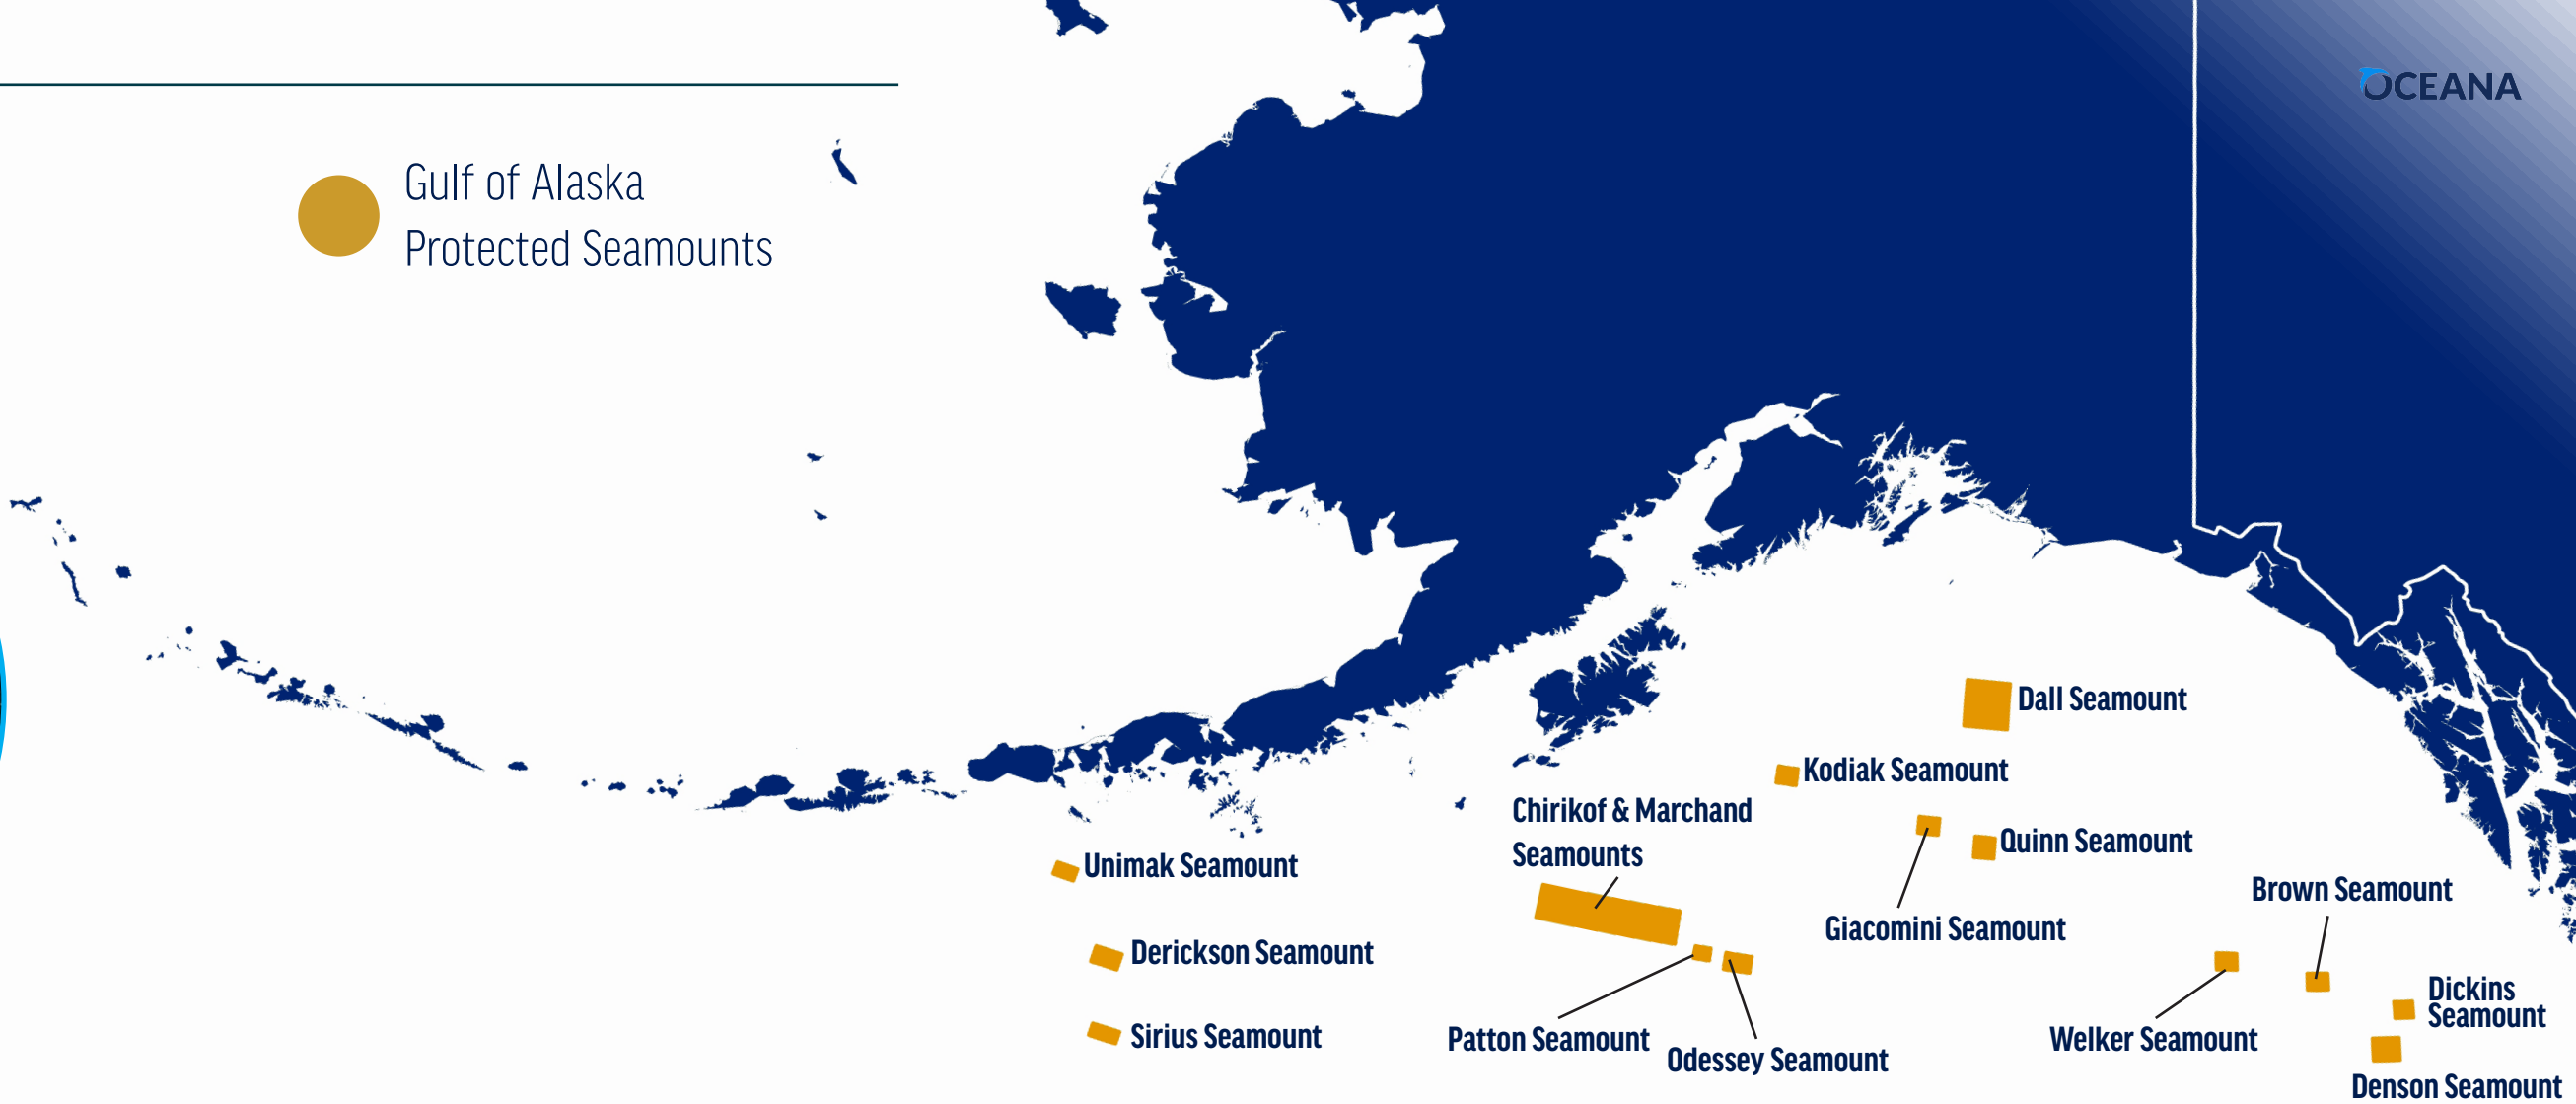 OCEANA
Gulf of Alaska
Protected Seamounts
Dall Seamount
Kodiak Seamount
Chirikof & Marchand
Seamounts
Quinn Seamount
Unimak Seamount
Brown Seamount
Giacomini Seamount
Derickson Seamount
Dickins
Seamount
Sirius Seamount
Patton Seamount
Odessey Seamount
Welker Seamount
Denson Seamount